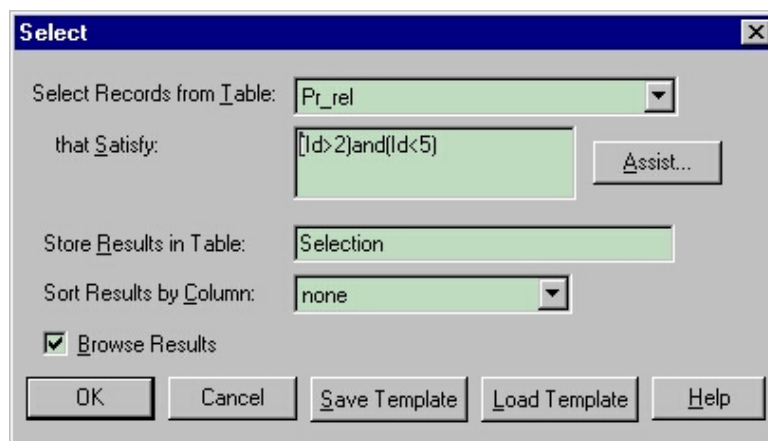 Select
Select Records from Table: Pr_rel
that Satisfy: (Id>2)and(Id<5)
Assist...
Store Results in Table: Selection
Sort Results by Column: none
Browse Results
OK Cancel Save Template Load Template Help